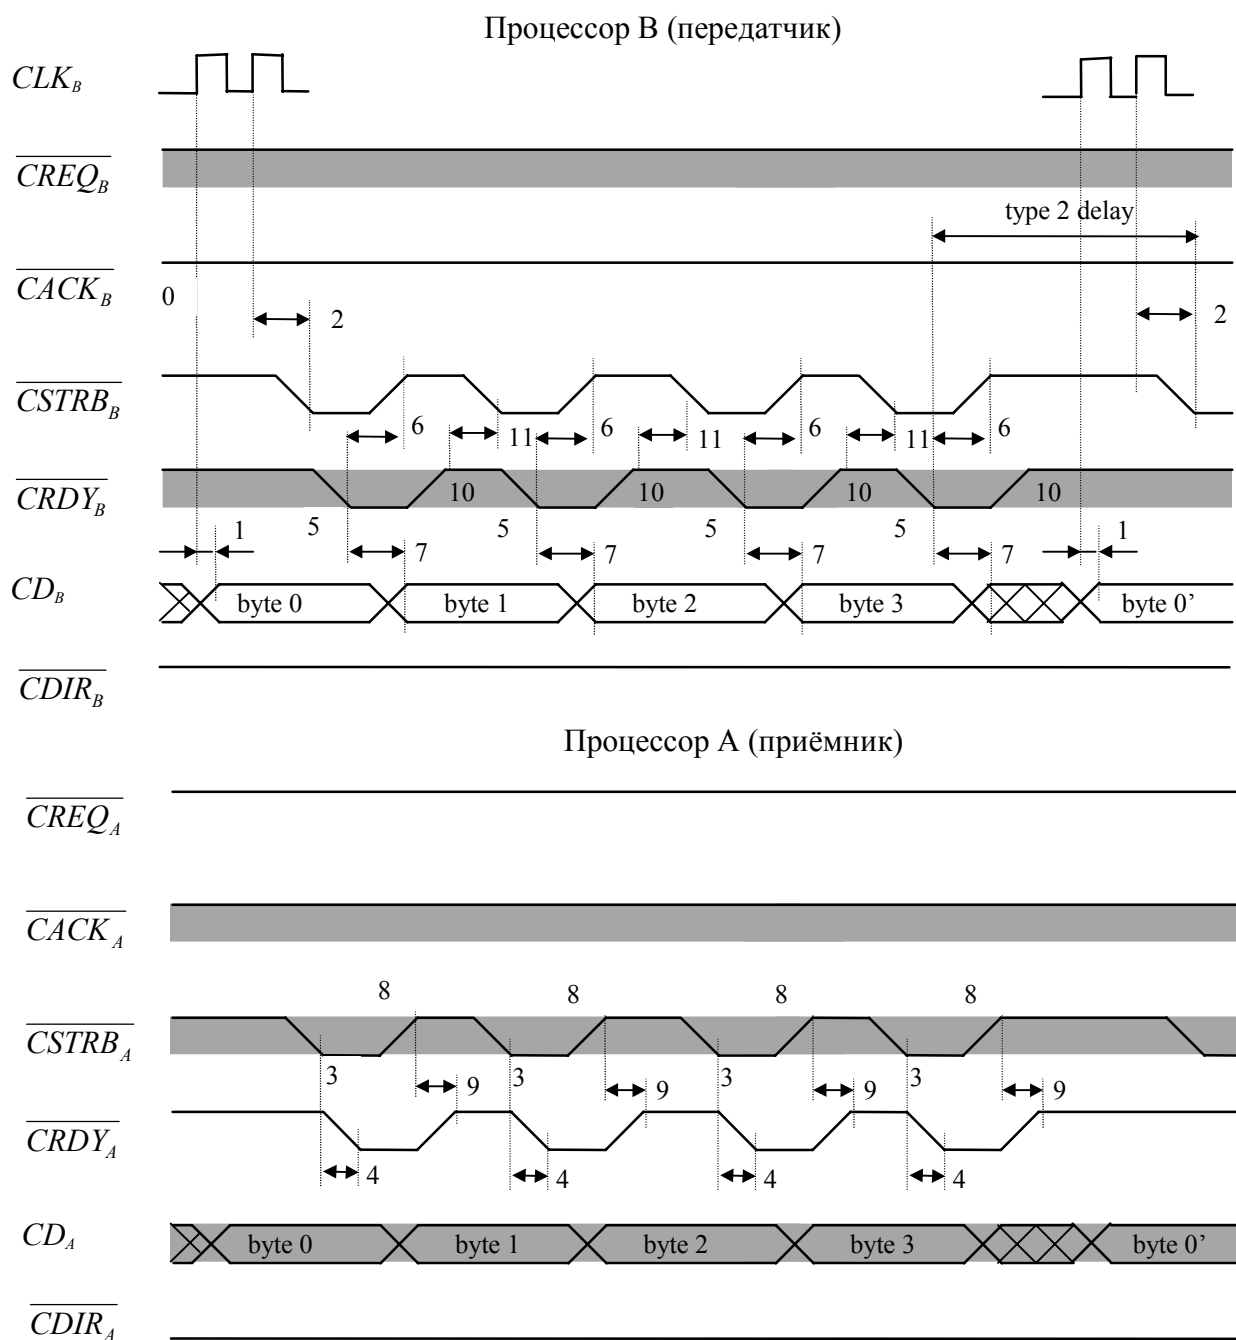 Процессор В (передатчик)
CLK_B
CREQ_B
type 2 delay
CACK_B
0
2
2
CSTRB_B
6 11 6 11 6 11 6
CRDY_B
10 10 10 10
5 5 5 5
1 7 7 7 7 1
CD_B
byte 0 byte 1 byte 2 byte 3 byte 0’
CDIR_B
Процессор А (приёмник)
CREQ_A
CACK_A
8 8 8 8
CSTRB_A
3 9 3 9 3 9 3 9
CRDY_A
4 4 4 4
CD_A
byte 0 byte 1 byte 2 byte 3 byte 0’
CDIR_A